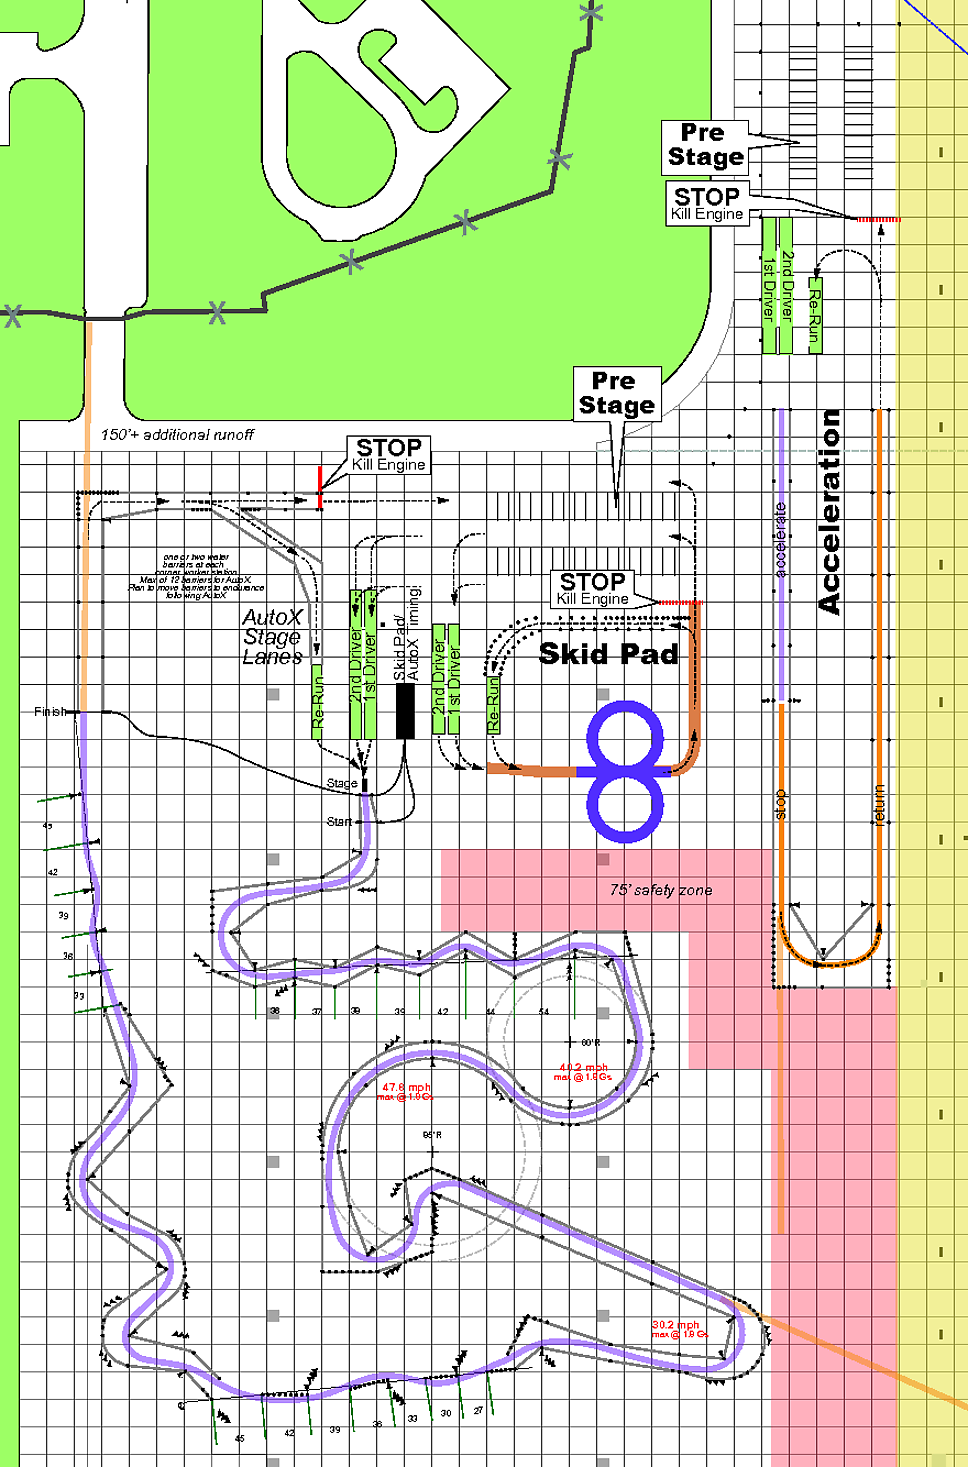 Pre
Stage
STOP
Kill Engine
1st Driver
2nd Driver
Re-Run
Pre
Stage
150'+ additional runoff
STOP
Kill Engine
Acceleration
accelerate
one or two water
barriers at each
corner worker station
Max of 12 barriers for AutoX
Plan to move barriers to endurance
following AutoX
STOP
Kill Engine
AutoX
Stage
Lanes
Re-Run
2nd Driver
1st Driver
Skid Pad/
AutoX Timing
2nd Driver
1st Driver
Re-Run
Skid Pad
Finish
Stage
Start
stop
return
45
42
39
36
33
75' safety zone
36
37
39
39
42
44
54
60'R
40.2 mph
max @ 1.8 Gs
47.8 mph
max @ 1.8 Gs
85'R
30.2 mph
max @ 1.8 Gs
45
42
39
36
33
30
27